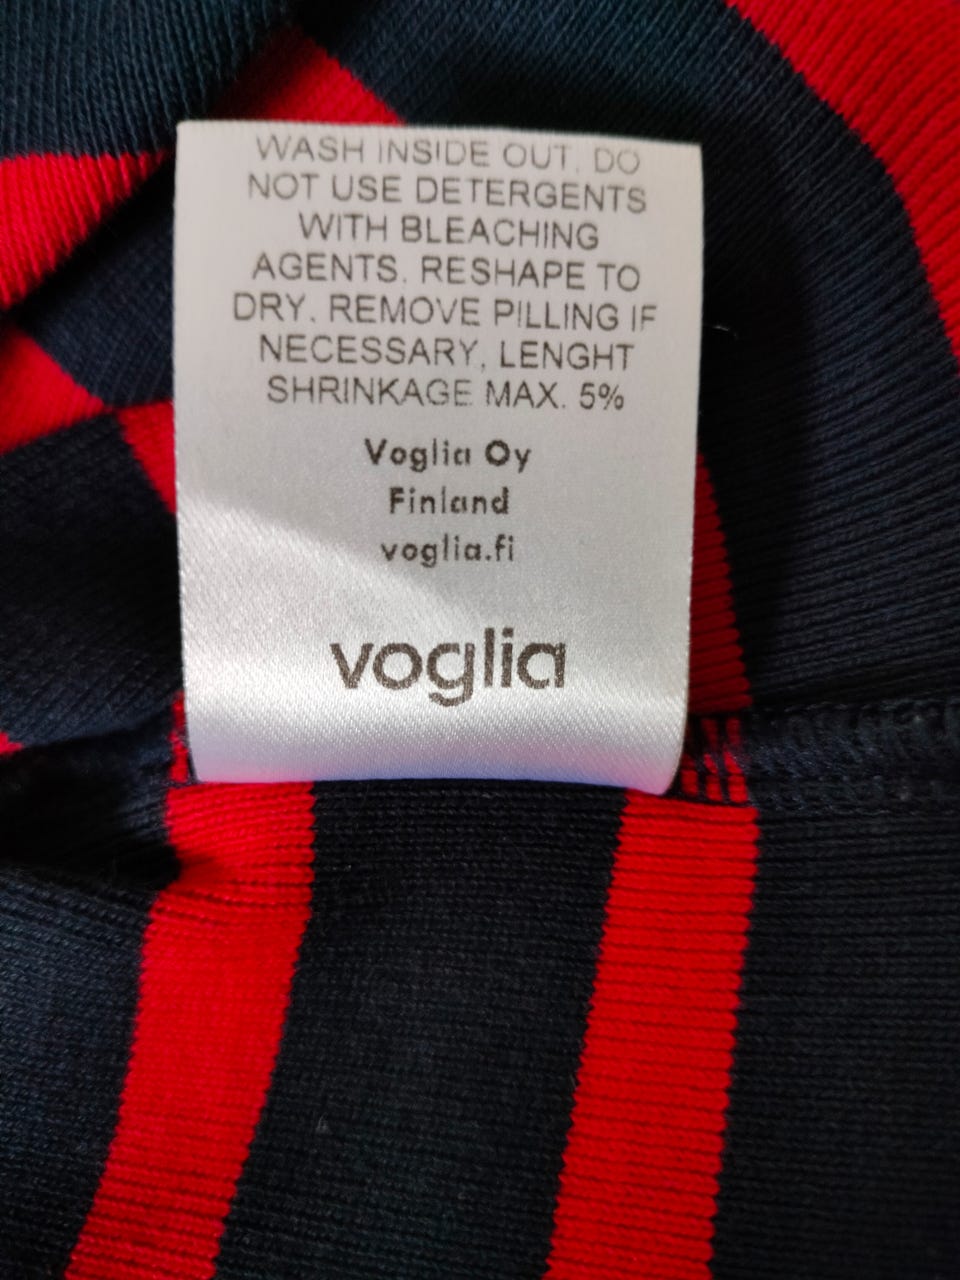 WASH INSIDE OUT. DO
NOT USE DETERGENTS
WITH BLEACHING
AGENTS. RESHAPE TO
DRY. REMOVE PILLING IF
NECESSARY, LENGHT
SHRINKAGE MAX. 5%
Voglia Oy
Finland
voglia.fi
voglia